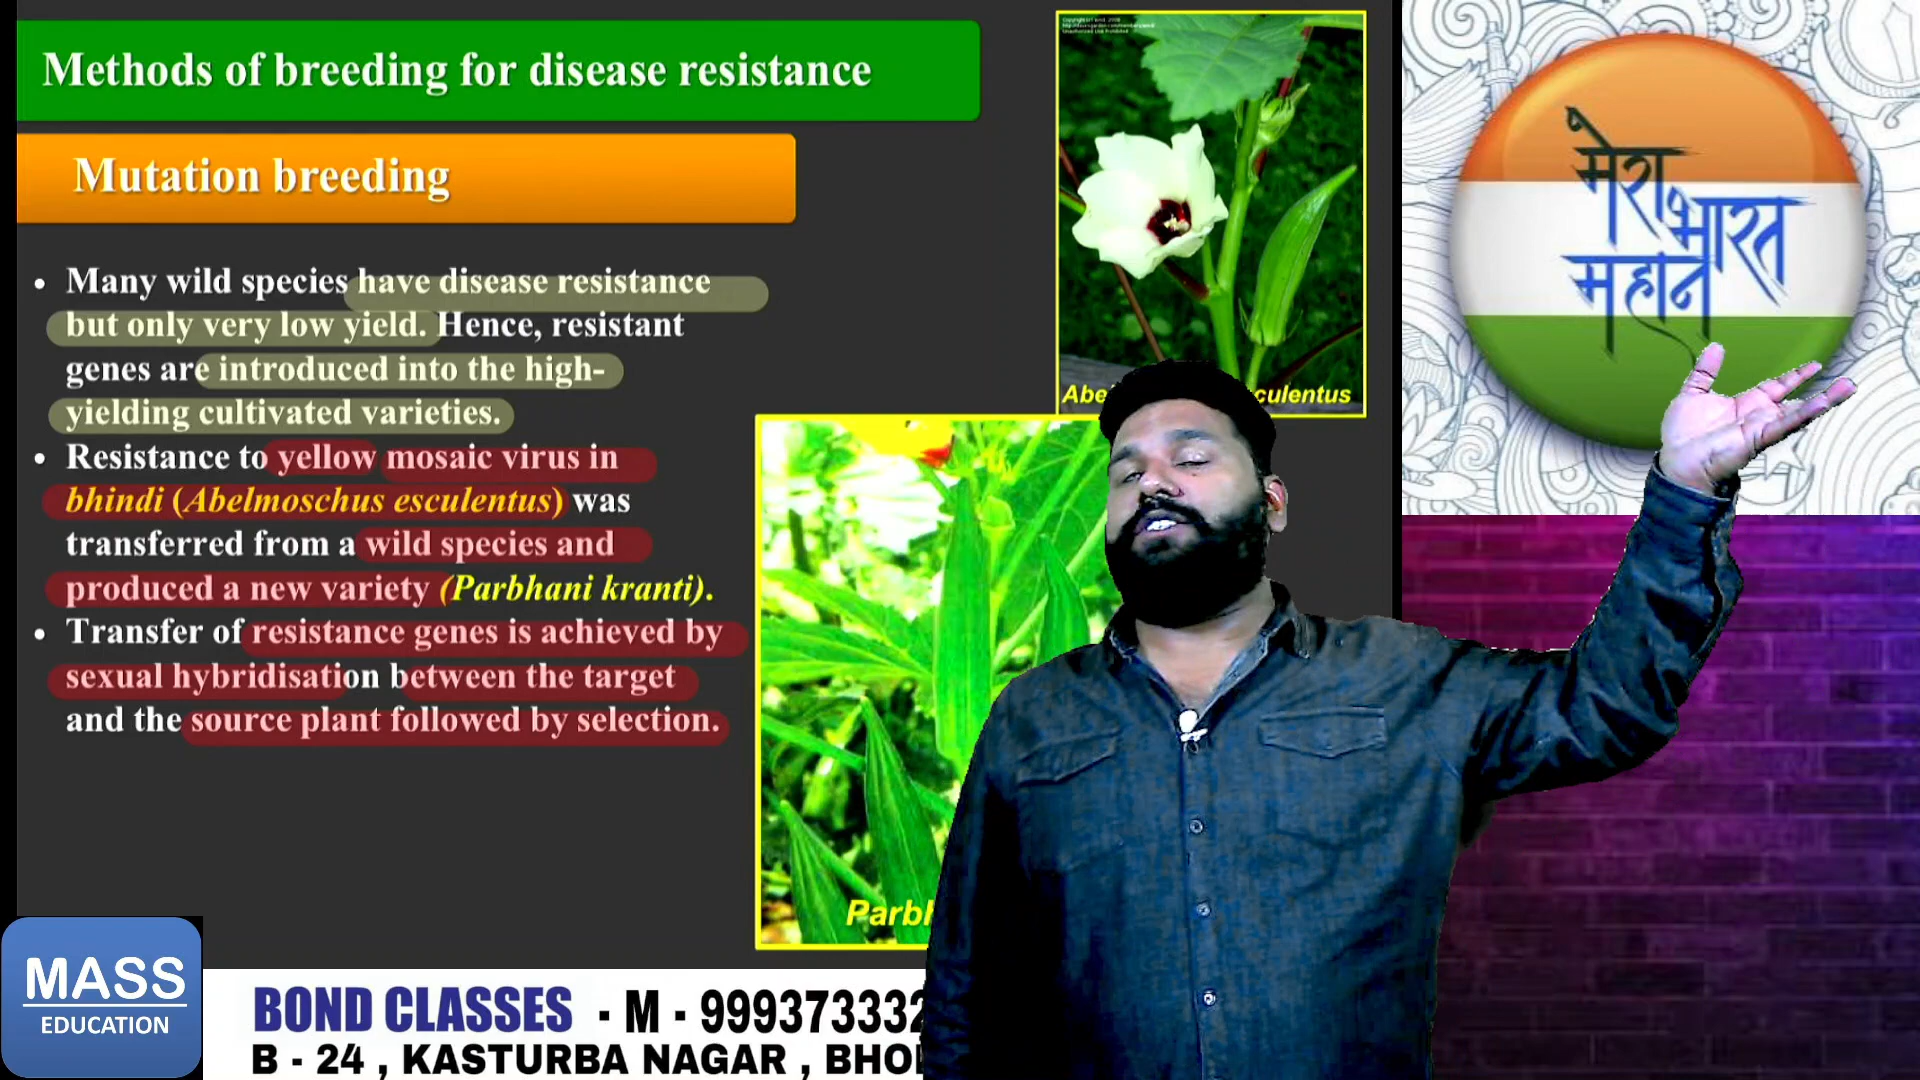 Methods of breeding for disease resistance
Mutation breeding
• Many wild species have disease resistance
but only very low yield. Hence, resistant
genes are introduced into the high-
yielding cultivated varieties.
• Resistance to yellow mosaic virus in
bhindi (Abelmoschus esculentus) was
transferred from a wild species and
produced a new variety (Parbhani kranti).
• Transfer of resistance genes is achieved by
sexual hybridisation between the target
and the source plant followed by selection.
Abe culentus
Parbh
मेरा
भारत
महान
MASS
EDUCATION
BOND CLASSES - M - 999373332
B - 24 , KASTURBA NAGAR , BHO